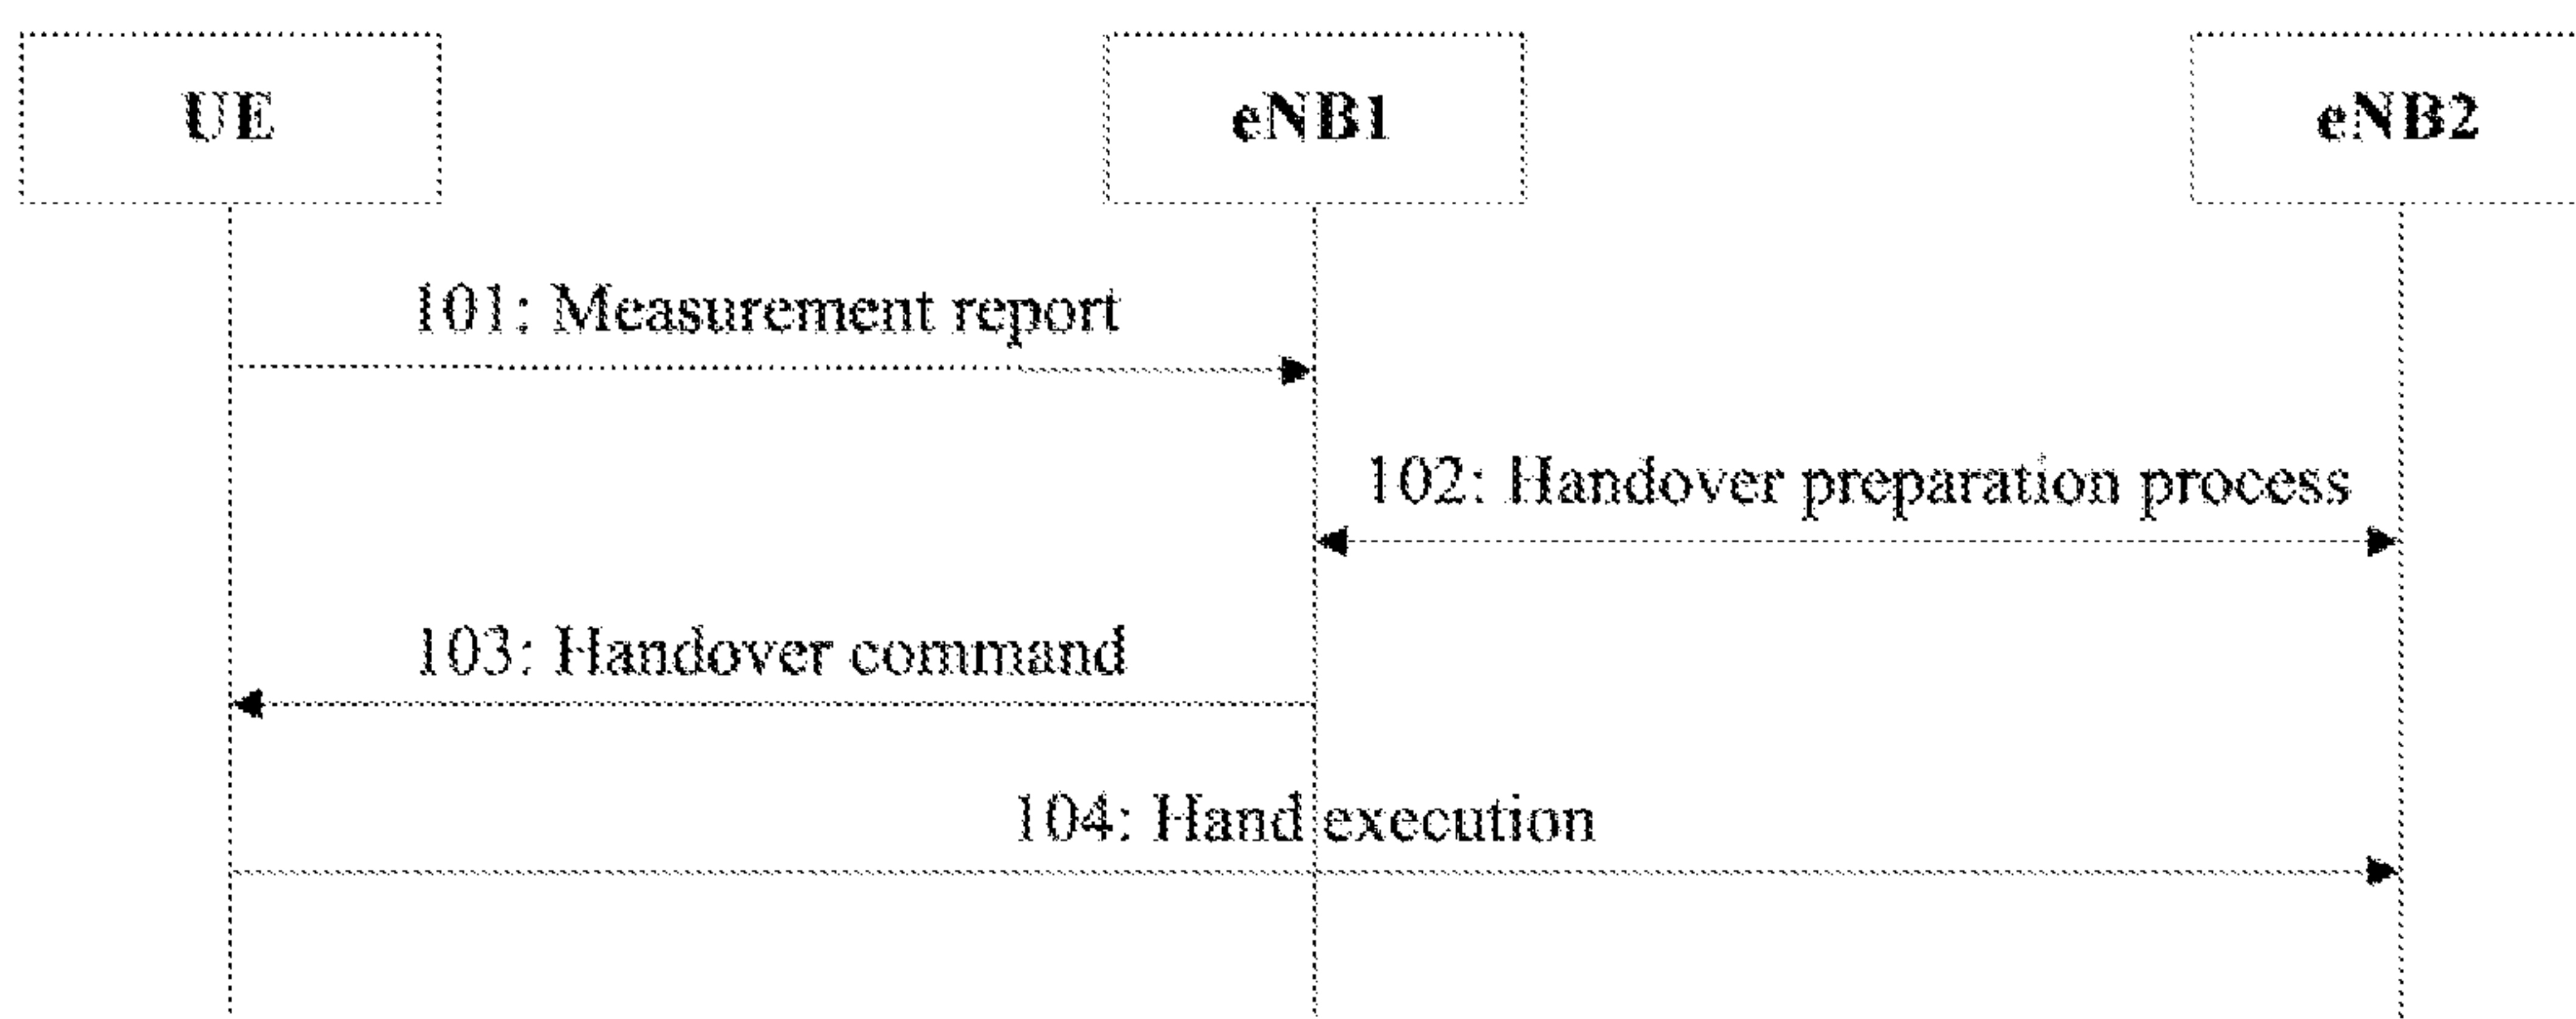 UE
eNB1
eNB2
101: Measurement report
102: Handover preparation process
103: Handover command
104: Hand execution